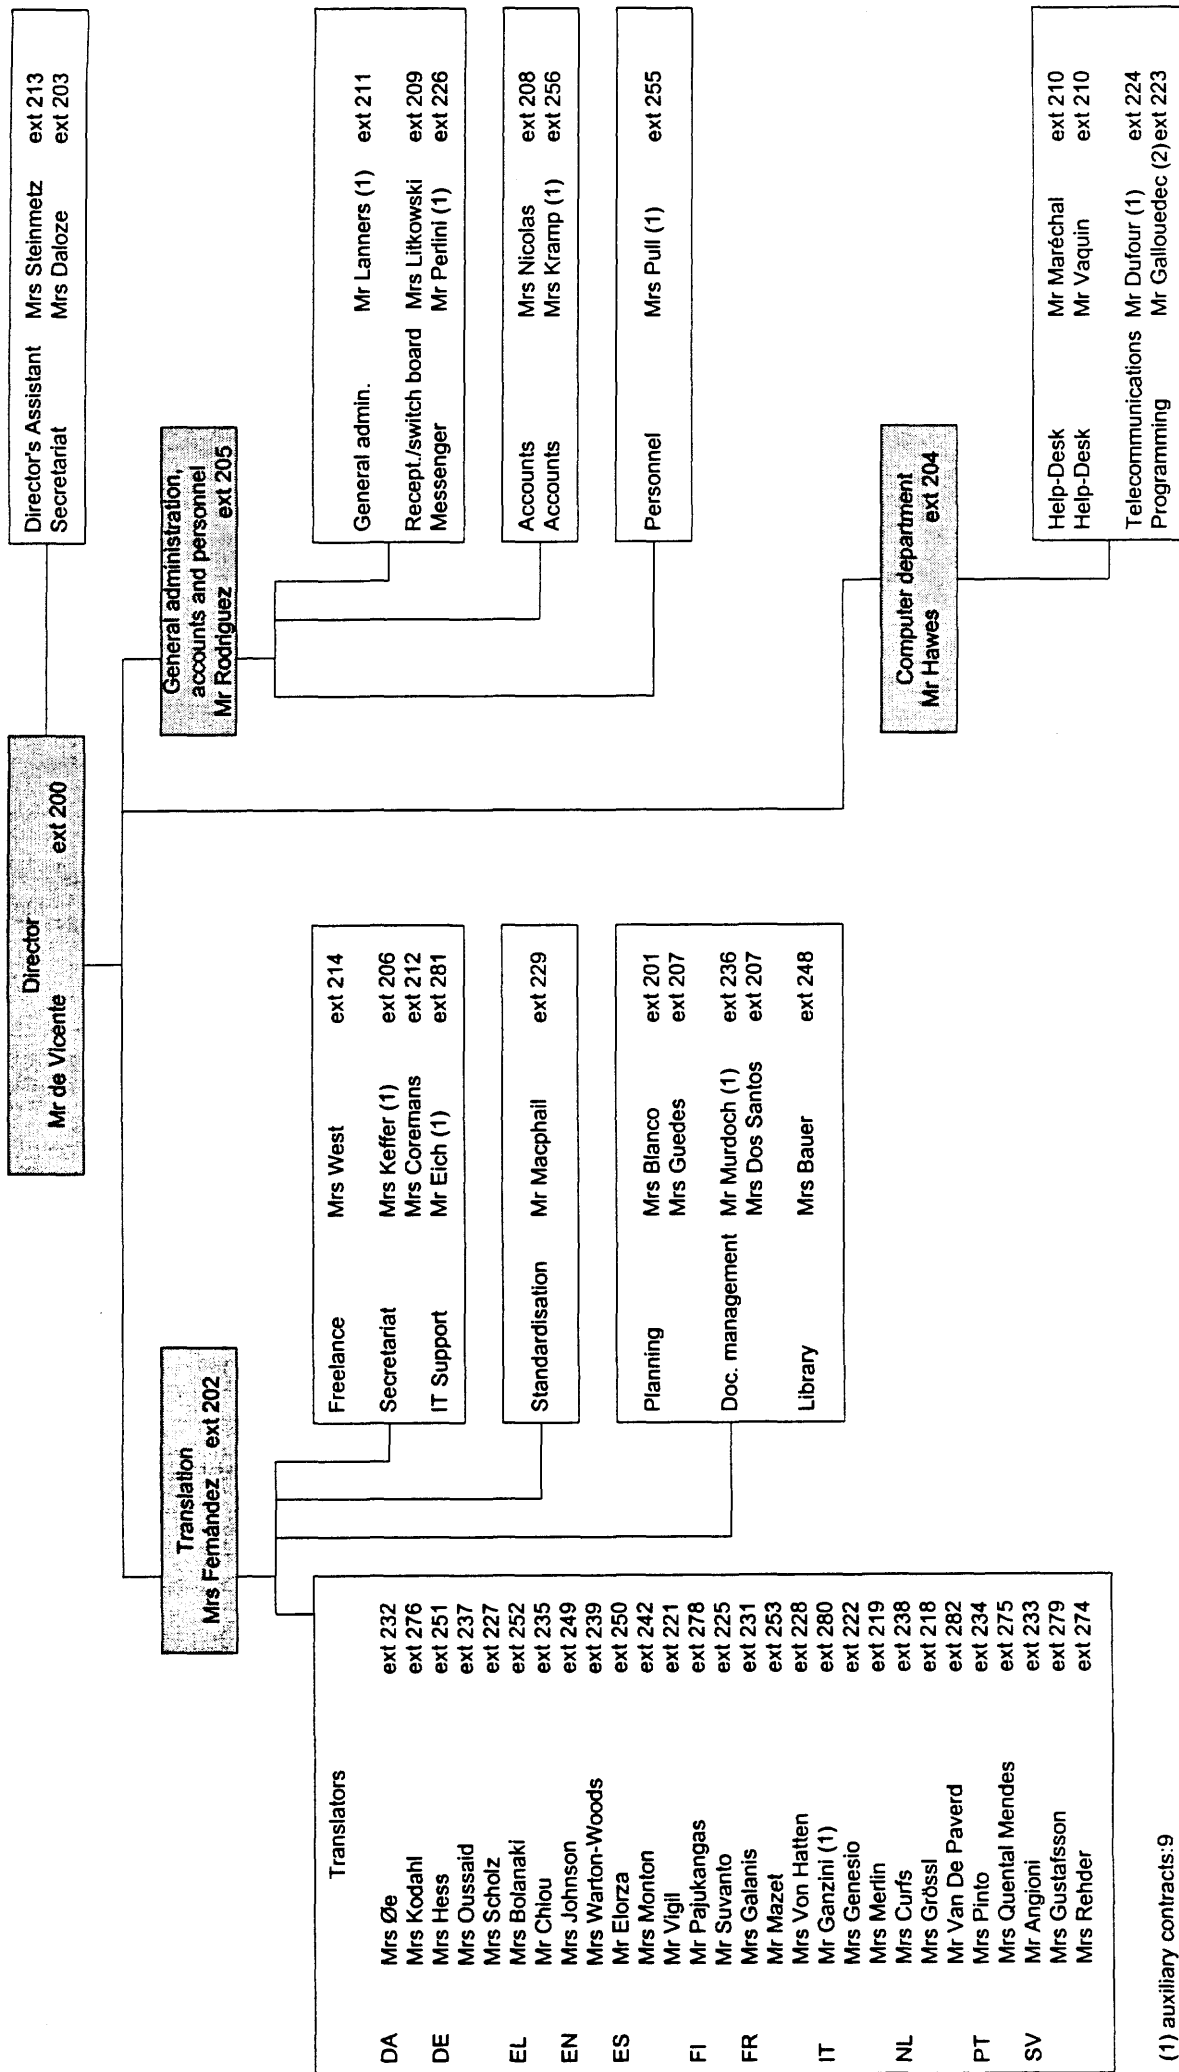 Director
Mr de Vicente ext 200
Director's Assistant Mrs Steinmetz ext 213
Secretariat Mrs Daloze ext 203
Translation
Mrs Fernández ext 202
General administration,
accounts and personnel
Mr Rodriguez ext 205
Translators
DA Mrs Øe ext 232
Mrs Kodahl ext 276
DE Mrs Hess ext 251
Mrs Oussaid ext 237
Mrs Scholz ext 227
EL Mrs Bolanaki ext 252
Mr Chiou ext 235
EN Mrs Johnson ext 249
Mrs Warton-Woods ext 239
ES Mr Elorza ext 250
Mrs Monton ext 242
Mr Vigil ext 221
FI Mr Pajukangas ext 278
Mr Suvanto ext 225
FR Mrs Galanis ext 231
Mr Mazet ext 253
Mrs Von Hatten ext 228
IT Mr Ganzini (1) ext 280
Mrs Genesio ext 222
Mrs Merlin ext 219
NL Mrs Curfs ext 238
Mrs Grössl ext 218
Mr Van De Paverd ext 282
PT Mrs Pinto ext 234
Mrs Quental Mendes ext 275
SV Mr Angioni ext 233
Mrs Gustafsson ext 279
Mrs Rehder ext 274
Freelance Mrs West ext 214
Secretariat Mrs Keffer (1) ext 206
Mrs Coremans ext 212
IT Support Mr Eich (1) ext 281
Standardisation Mr Macphail ext 229
Planning Mrs Blanco ext 201
Mrs Guedes ext 207
Doc. management Mr Murdoch (1) ext 236
Mrs Dos Santos ext 207
Library Mrs Bauer ext 248
General admin. Mr Lanners (1) ext 211
Recept./switch board Mrs Litkowski ext 209
Messenger Mr Perlini (1) ext 226
Accounts Mrs Nicolas ext 208
Accounts Mrs Kramp (1) ext 256
Personnel Mrs Pull (1) ext 255
Computer department
Mr Hawes ext 204
Help-Desk Mr Maréchal ext 210
Help-Desk Mr Vaquin ext 210
Telecommunications Mr Dufour (1) ext 224
Programming Mr Gallouedec (2) ext 223
(1) auxiliary contracts:9